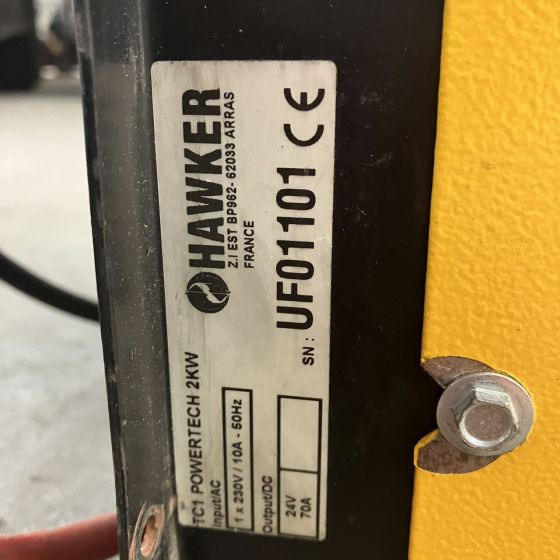 HAWKER
Z.I EST BP962- 62033 ARRAS
FRANCE
SN: UF01101 CE
TC1 POWERTECH 2KW
Input/AC
1 x 230V / 10A - 50Hz
Output/DC
24V
70A